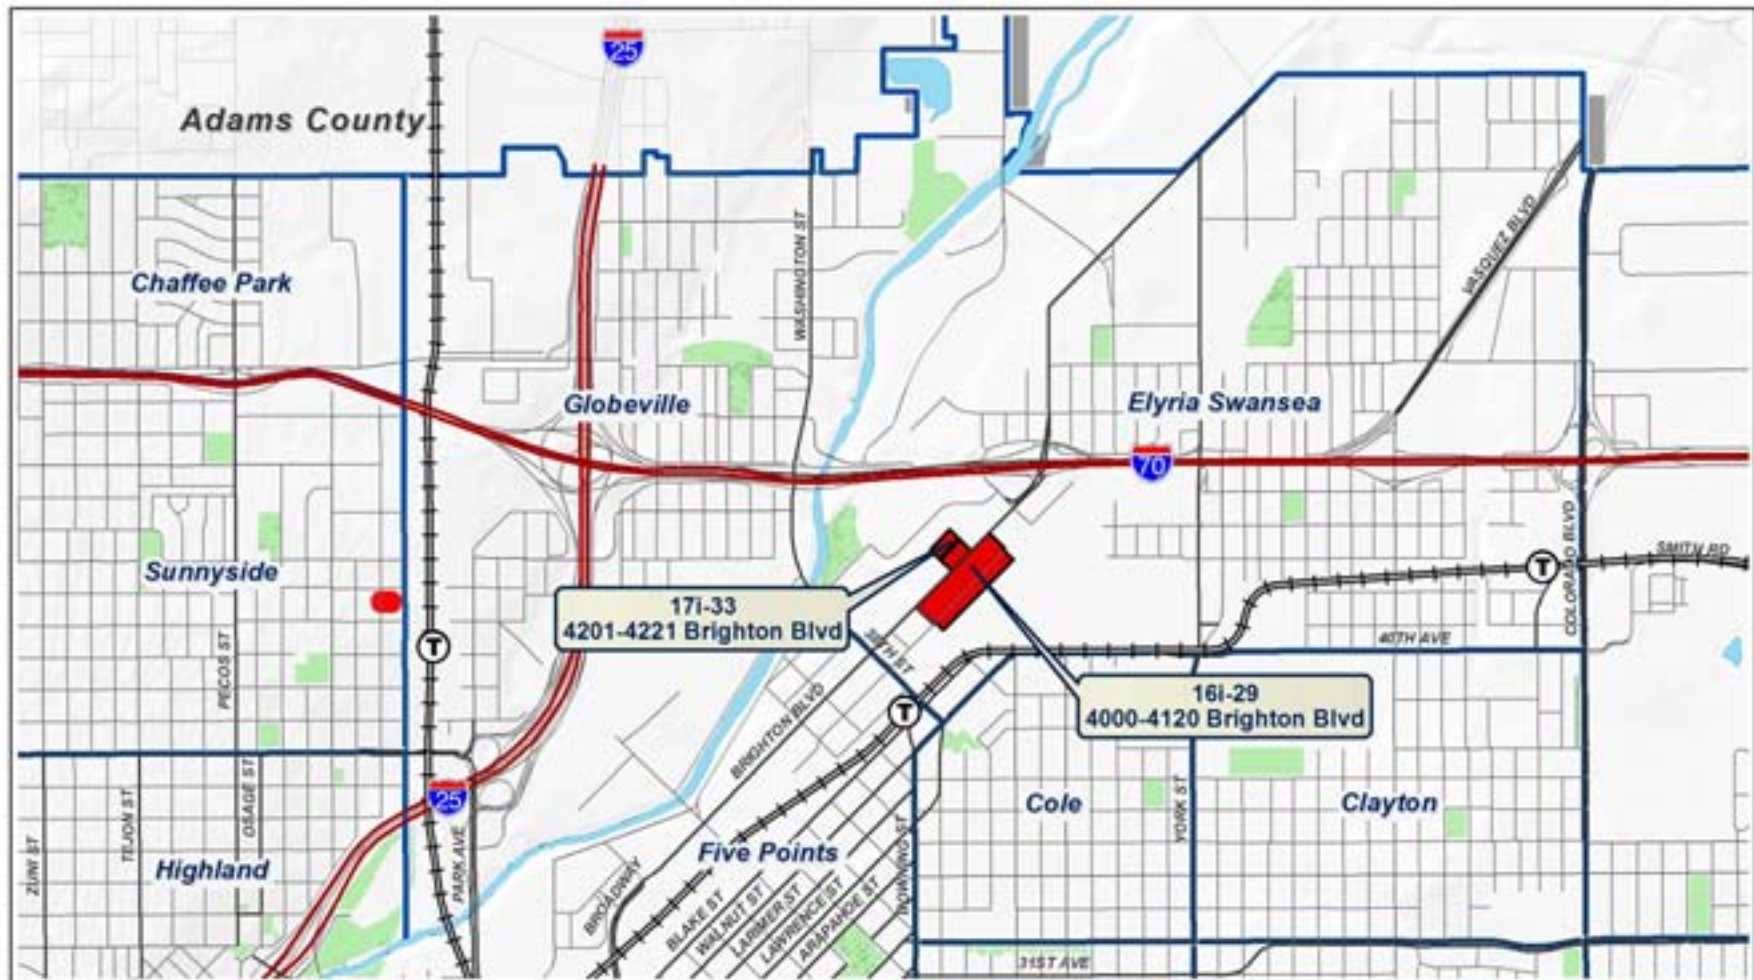 25
Adams County
WASHINGTON ST
VASQUEZ BLVD
Chaffee Park
Globeville
Elyria Swansea
70
COLORADO BLVD
SMITH RD
Sunnyside
T
17i-33
4201-4221 Brighton Blvd
38TH ST
40TH AVE
PECOS ST
T
16i-29
4000-4120 Brighton Blvd
T
BRIGHTON BLVD
25
OSAGE ST
TEJON ST
ZUNI ST
PARK AVE
Cole
YORK ST
Clayton
Highland
Five Points
DOWNING ST
BROADWAY
BLAKE ST
WALNUT ST
LARIMER ST
LAWRENCE ST
ARAPAHOE ST
31ST AVE